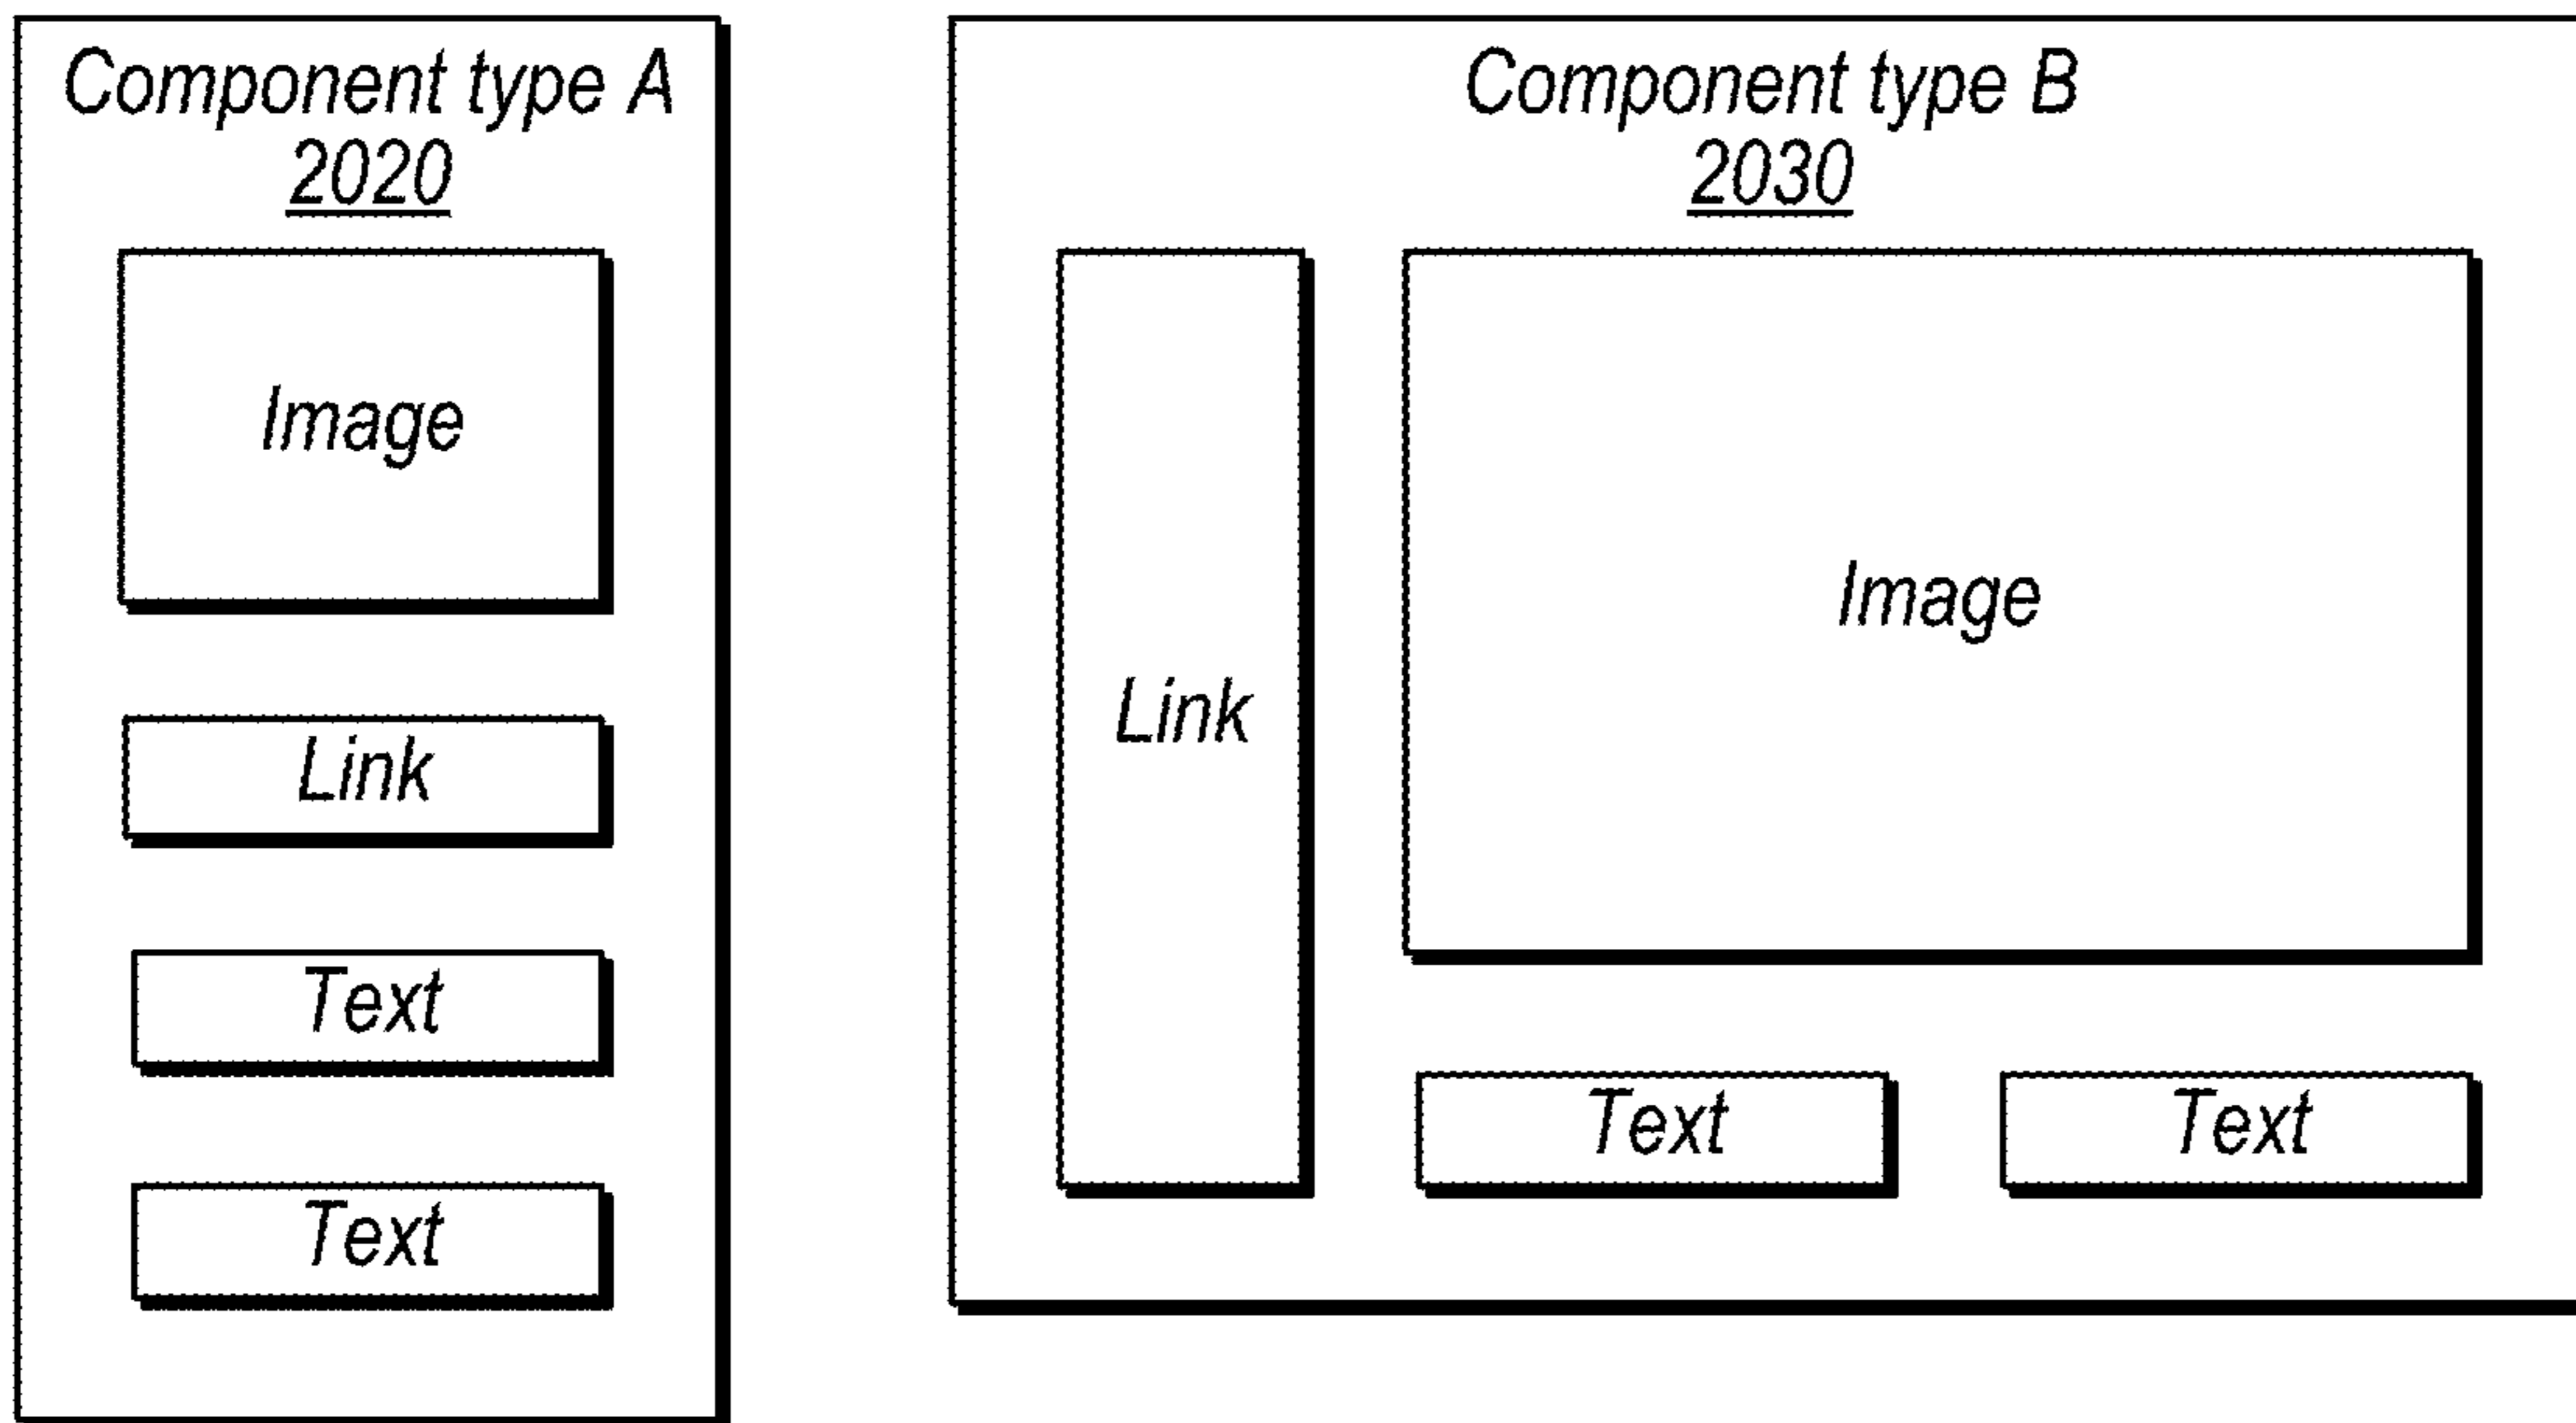 Component type A
2020
Image
Link
Text
Text
Component type B
2030
Link
Image
Text
Text